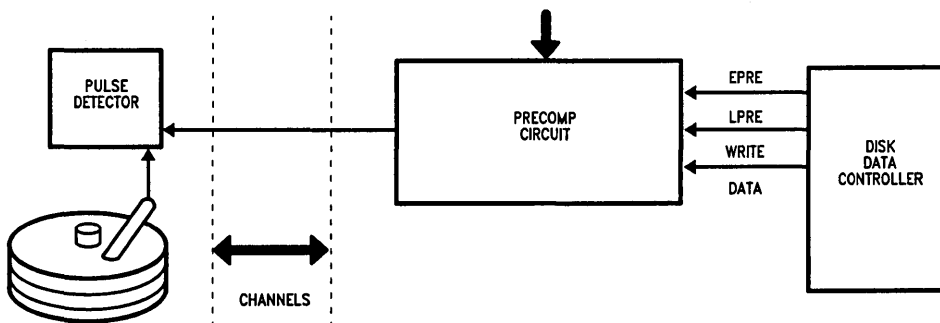 PULSE
DETECTOR
PRECOMP
CIRCUIT
EPRE
LPRE
WRITE
DATA
DISK
DATA
CONTROLLER
CHANNELS